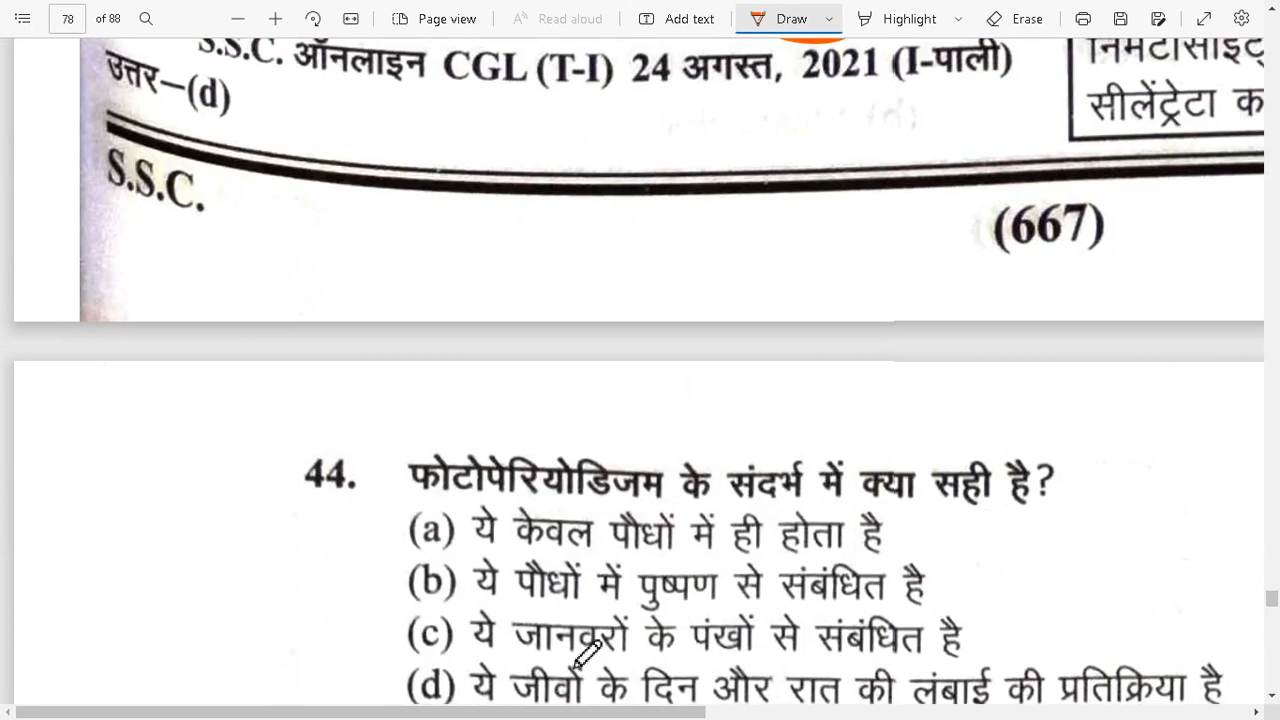 78 of 88 Page view Read aloud Add text Draw Highlight Erase
S.S.C. ऑनलाइन CGL (T-I) 24 अगस्त, 2021 (I-पाली)
उत्तर–(d)
सीलेंट्रेटा क
S.S.C.
(667)
44. फोटोपेरियोडिजम के संदर्भ में क्या सही है?
(a) ये केवल पौधों में ही होता है
(b) ये पौधों में पुष्पण से संबंधित है
(c) ये जानवरों के पंखों से संबंधित है
(d) ये जीवों के दिन और रात की लंबाई की प्रतिक्रिया है